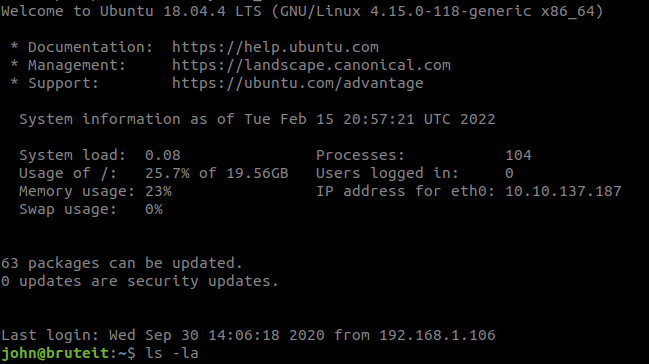 Welcome to Ubuntu 18.04.4 LTS (GNU/Linux 4.15.0-118-generic x86_64)
 * Documentation:  https://help.ubuntu.com
 * Management:     https://landscape.canonical.com
 * Support:        https://ubuntu.com/advantage
  System information as of Tue Feb 15 20:57:21 UTC 2022
  System load:  0.08               Processes:           104
  Usage of /:   25.7% of 19.56GB   Users logged in:     0
  Memory usage: 23%                IP address for eth0: 10.10.137.187
  Swap usage:   0%
63 packages can be updated.
0 updates are security updates.
Last login: Wed Sep 30 14:06:18 2020 from 192.168.1.106
john@bruteit:~$ ls -la